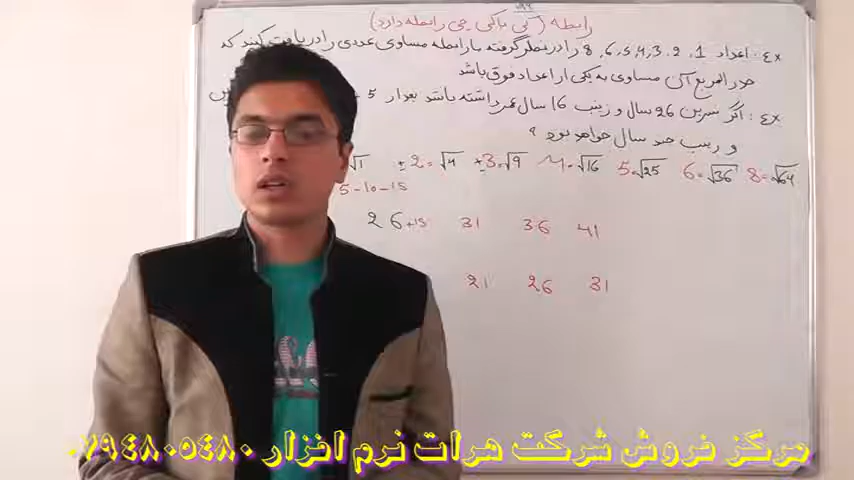 رابطه (کی باکی چی رابطه دارد)
Ex: اعداد 1, 2, 3, 4, 5, 6, 8 را در نظر گرفته با رابطه مساوی عددی را دریافت کنید که
جذر المربع آن مساوی به یکی از اعداد فوق باشد
Ex: اگر نسرین 26 سال و زینب 16 سال عمر داشته باشد بعد از 5
و زینب چند سال خواهد بود ؟
√1 ±2=√4 ±3=√9 √16 5=√25 6=√36 8=√64
5-10-15
26+15 31 36 41
21 26 31
مرکز فروش شرکت هرات نرم افزار ۰۷۹٤٨٠٥٤٨٠